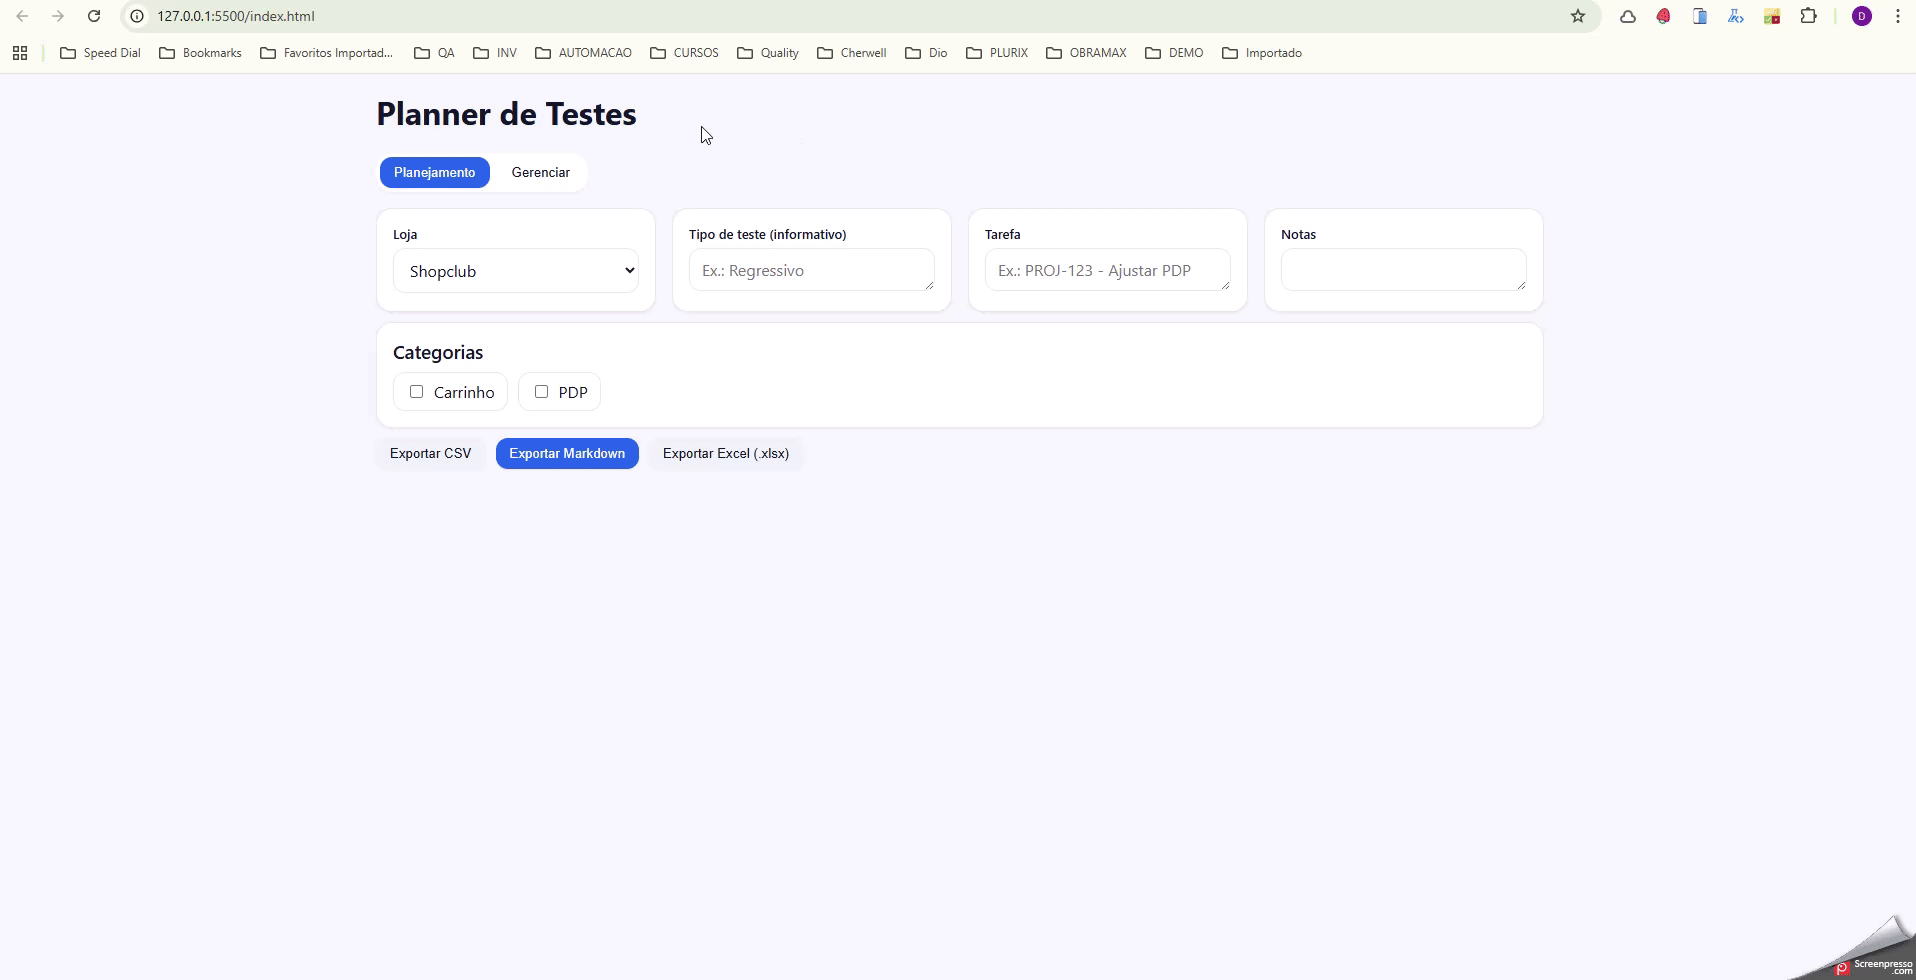 127.0.0.1:5500/index.html
D
Speed Dial Bookmarks Favoritos Importad... QA INV AUTOMACAO CURSOS Quality Cherwell Dio PLURIX OBRAMAX DEMO Importado
Planner de Testes
Planejamento Gerenciar
Loja Tipo de teste (informativo) Tarefa Notas
Shopclub Ex.: Regressivo Ex.: PROJ-123 - Ajustar PDP
Categorias
Carrinho PDP
Exportar CSV Exportar Markdown Exportar Excel (.xlsx)
Screenpresso
.com